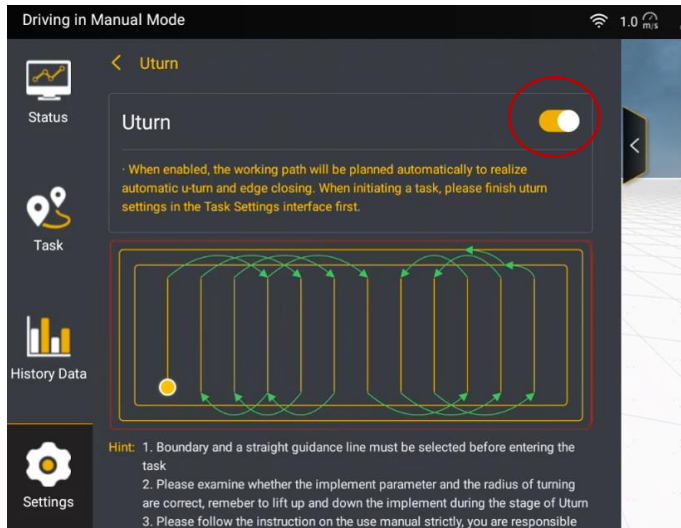 Driving in Manual Mode
1.0 m/s
Uturn
Status
Uturn
· When enabled, the working path will be planned automatically to realize
automatic u-turn and edge closing. When initiating a task, please finish uturn
settings in the Task Settings interface first.
Task
History Data
Hint: 1. Boundary and a straight guidance line must be selected before entering the
task
2. Please examine whether the implement parameter and the radius of turning
are correct, remeber to lift up and down the implement during the stage of Uturn
3. Please follow the instruction on the use manual strictly, you are responsible
Settings